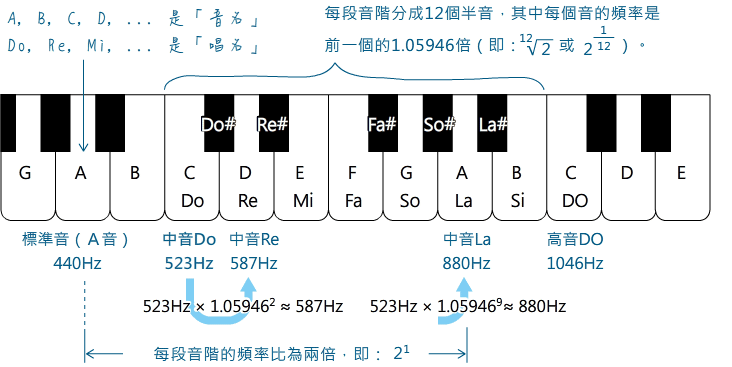 A, B, C, D, ... 是「音名」
Do, Re, Mi, ... 是「唱名」
每段音階分成12個半音，其中每個音的頻率是
前一個的1.05946倍（即：¹²√2 或 2^(1/12)）。
Do# Re# Fa# So# La#
G A B C D E F G A B C D E
Do Re Mi Fa So La Si DO
標準音（A音） 中音Do 中音Re 中音La 高音DO
440Hz 523Hz 587Hz 880Hz 1046Hz
523Hz × 1.05946² ≈ 587Hz 523Hz × 1.05946⁹≈ 880Hz
每段音階的頻率比為兩倍，即： 2¹